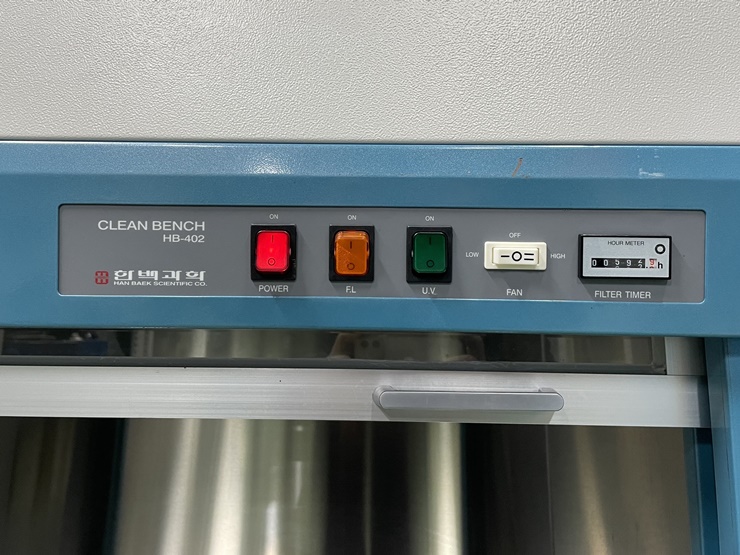 CLEAN BENCH
HB-402
한백과학
HAN BAEK SCIENTIFIC CO.
ON
POWER
ON
F.L
ON
U.V.
OFF
LOW
HIGH
FAN
HOUR METER
h
FILTER TIMER